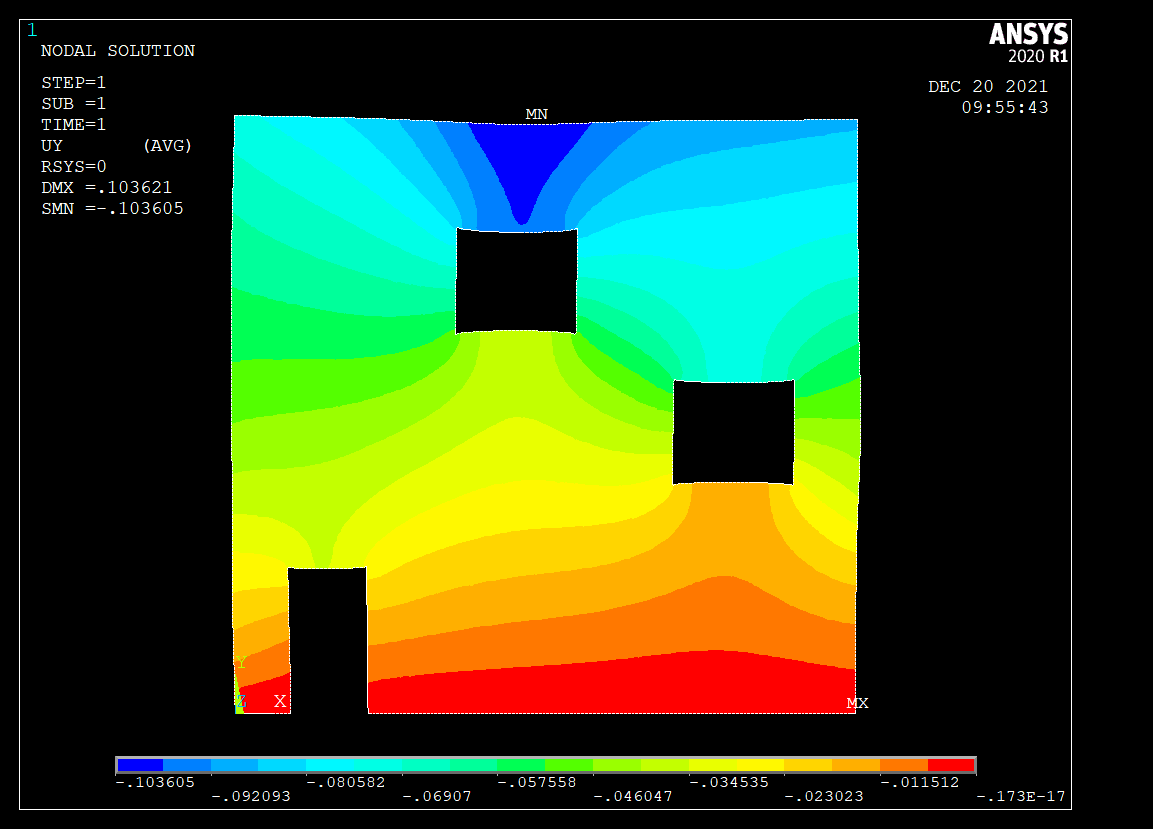 1
NODAL SOLUTION
STEP=1
SUB =1
TIME=1
UY (AVG)
RSYS=0
DMX =.103621
SMN =-.103605
ANSYS
2020 R1
DEC 20 2021
09:55:43
MN
Y
Z X
MX
-.103605 -.080582 -.057558 -.034535 -.011512
-.092093 -.06907 -.046047 -.023023 -.173E-17